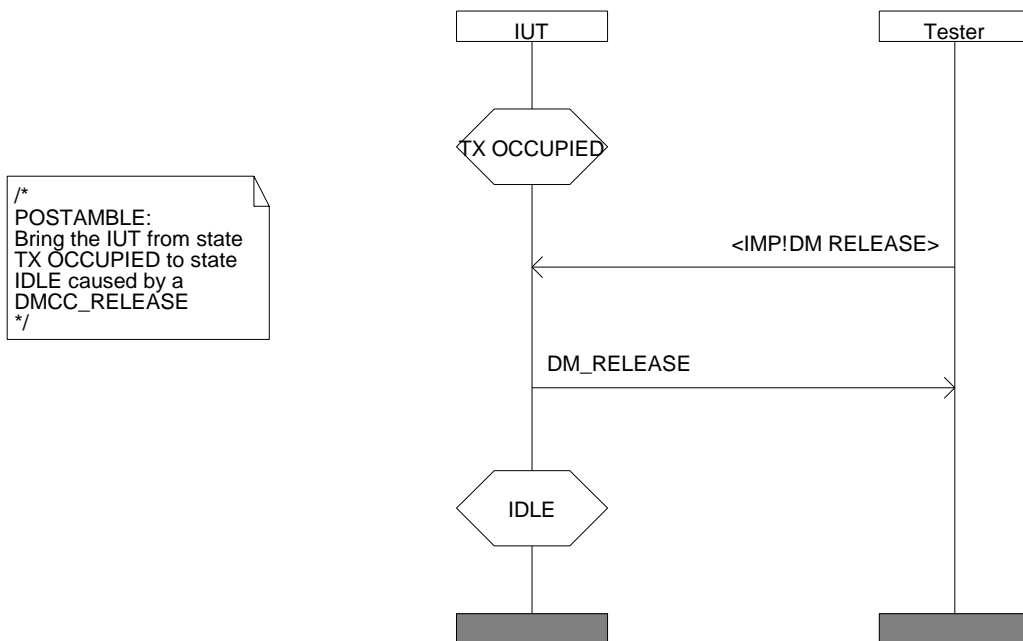 IUT
Tester
TX OCCUPIED
/*
POSTAMBLE:
Bring the IUT from state
TX OCCUPIED to state
IDLE caused by a
DMCC_RELEASE
*/
<IMP!DM RELEASE>
DM_RELEASE
IDLE